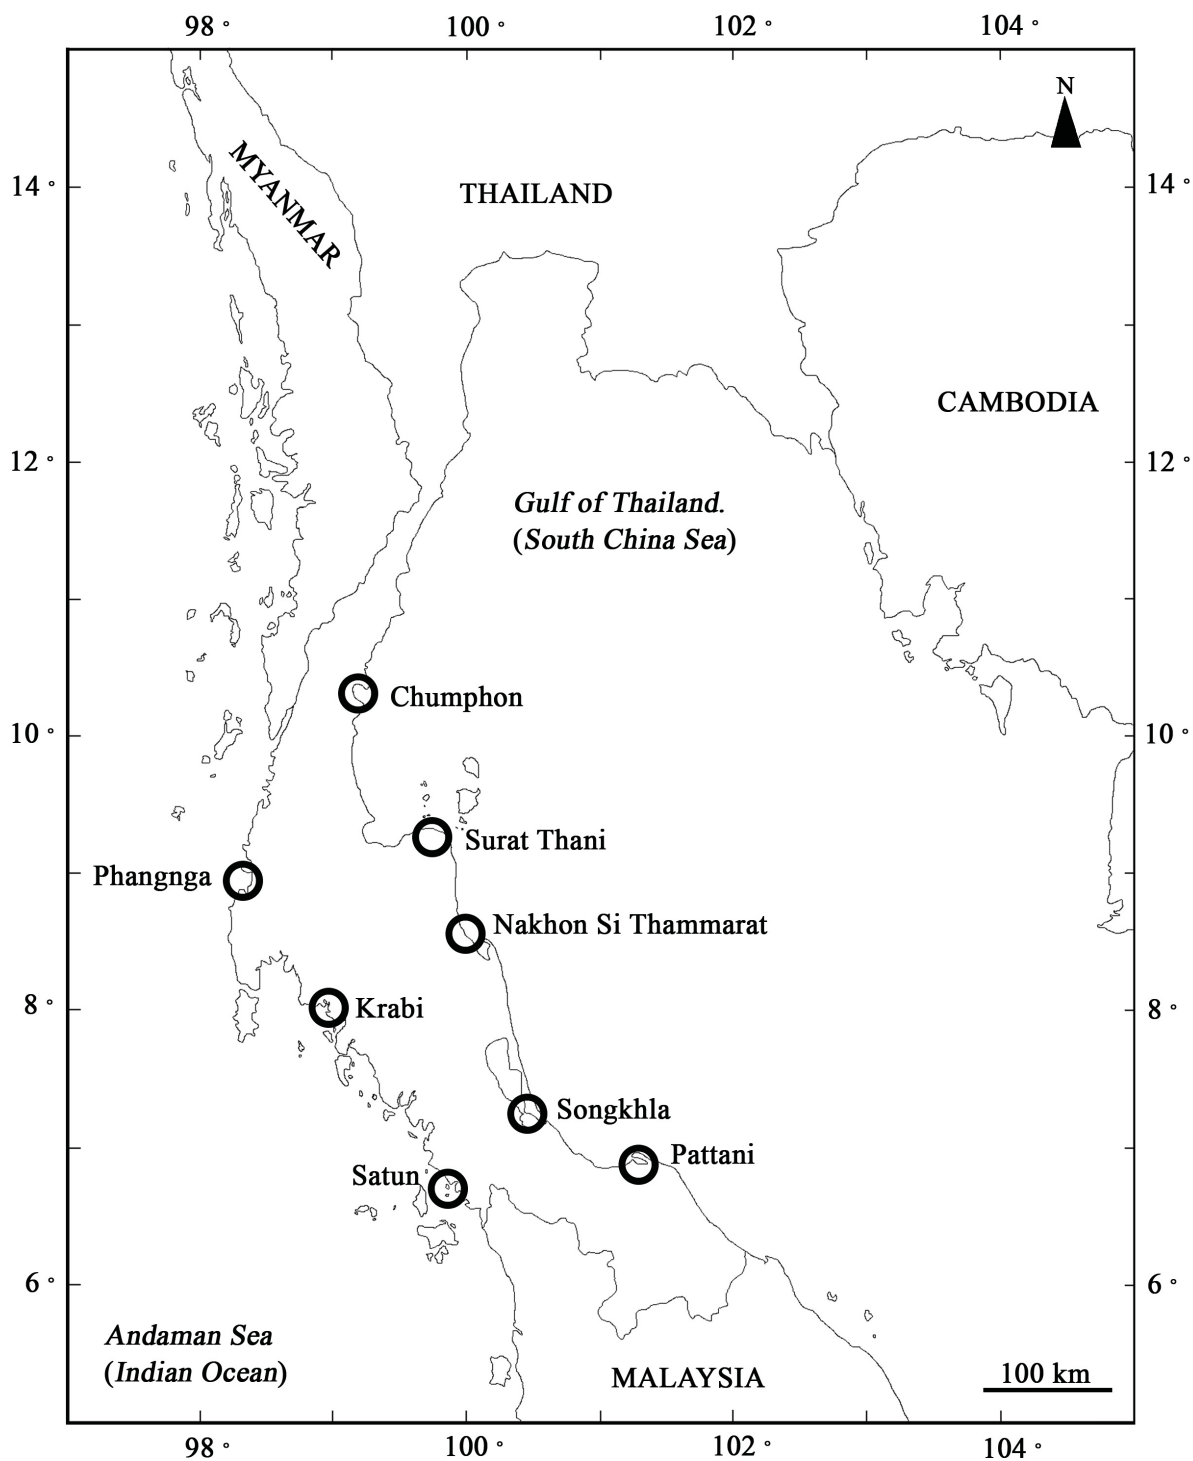 98 ° 100 ° 102 ° 104 °
N
MYANMAR
THAILAND
14 ° 14 °
CAMBODIA
12 ° 12 °
Gulf of Thailand.
(South China Sea)
Chumphon
10 ° 10 °
Surat Thani
Phangnga
Nakhon Si Thammarat
8 ° 8 °
Krabi
Songkhla
Pattani
Satun
6 ° 6 °
Andaman Sea
(Indian Ocean)
MALAYSIA
100 km
98 ° 100 ° 102 ° 104 °